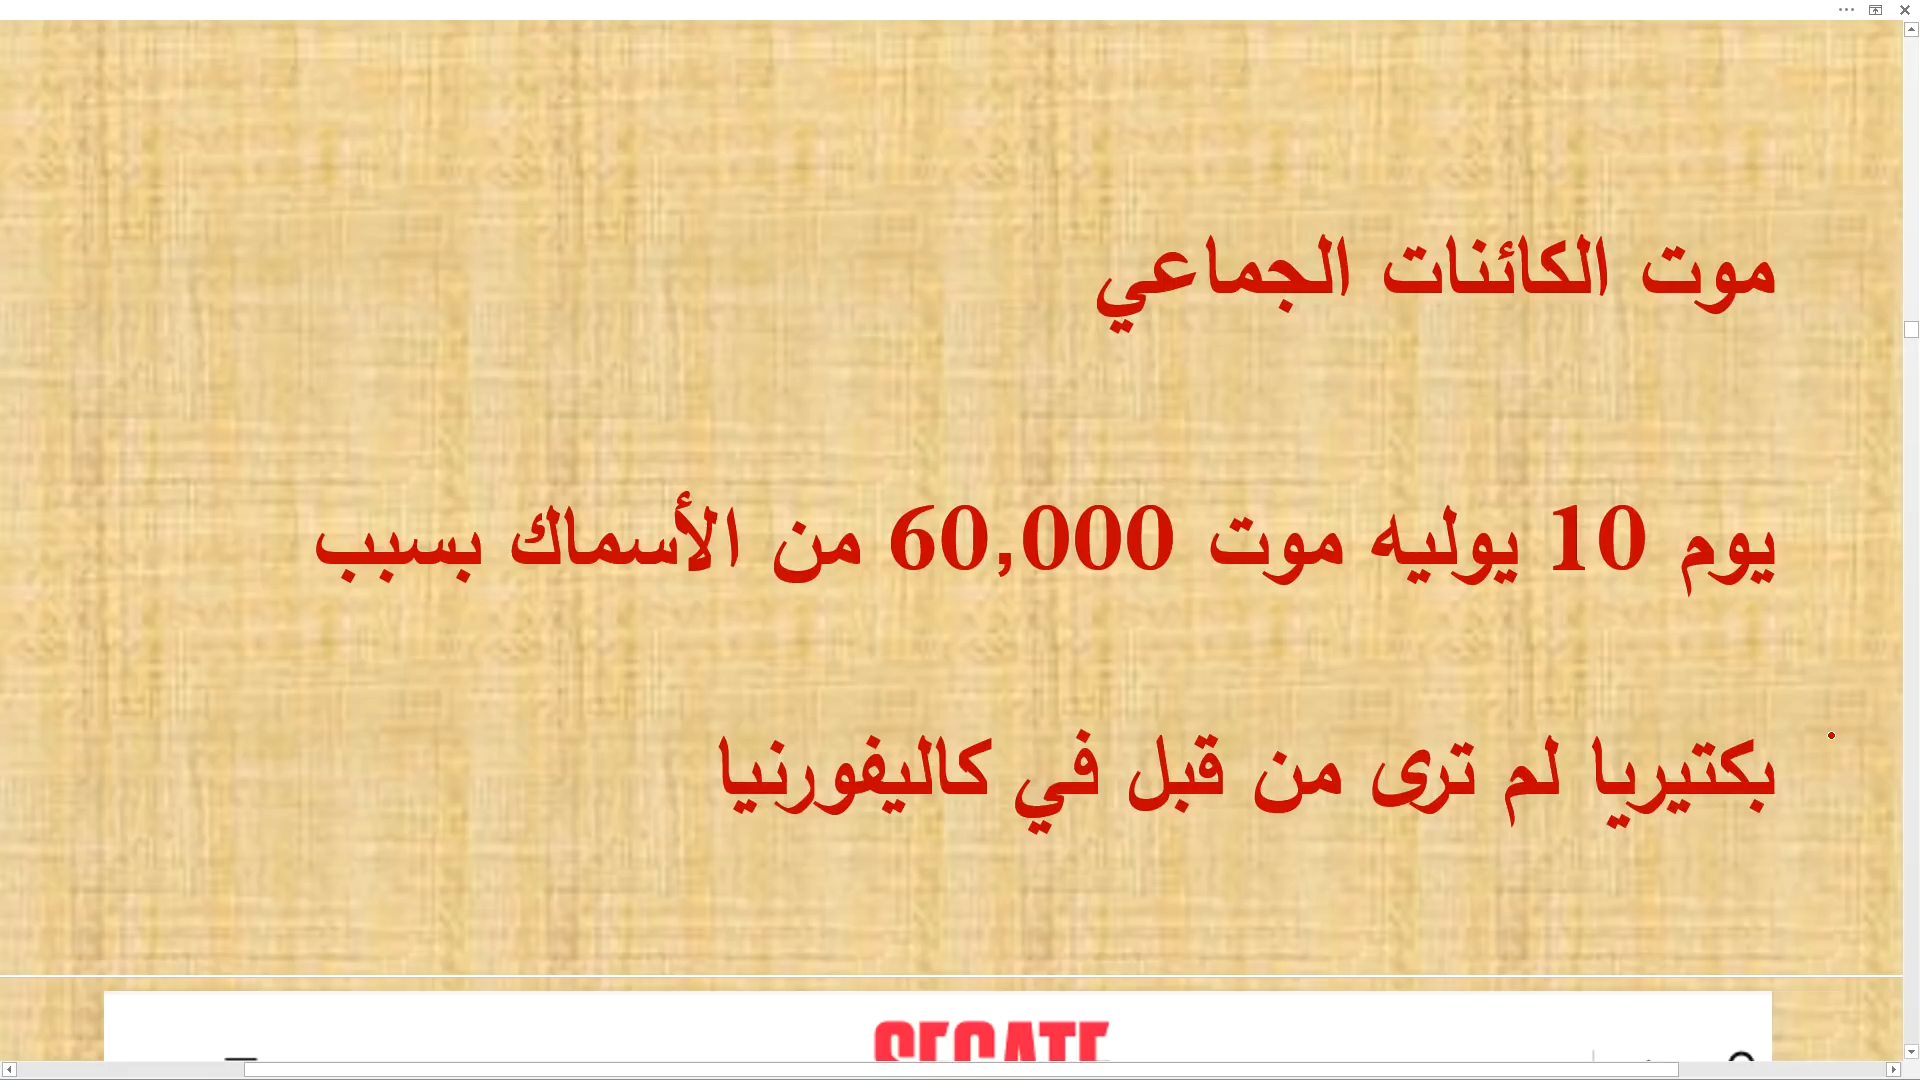 موت الكائنات الجماعي
يوم 10 يوليه موت 60,000 من الأسماك بسبب
بكتيريا لم ترى من قبل في كاليفورنيا
SFGATE